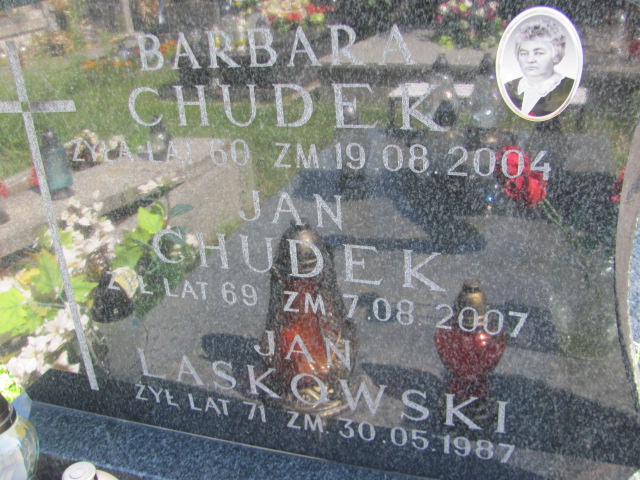 BARBARA
CHUDEK
ŻYŁA LAT 60 ZM. 19.08.2004
JAN
CHUDEK
ŻYŁ LAT 69 ZM. 7.08.2007
JAN
LASKOWSKI
ŻYŁ LAT 71 ZM. 30.05.1987